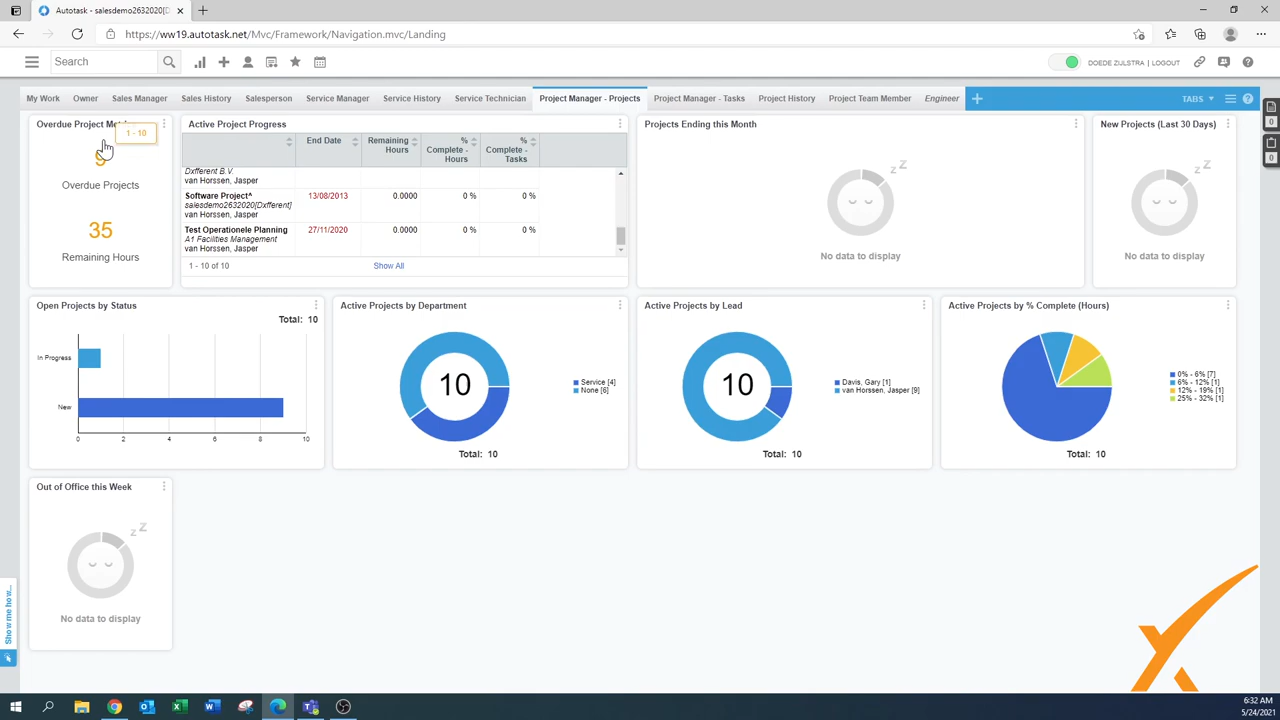 Autotask - salesdemo2632020[D
https://ww19.autotask.net/Mvc/Framework/Navigation.mvc/Landing
Search
DOEDE ZIJLSTRA | LOGOUT
My Work
Owner
Sales Manager
Sales History
Salesperson
Service Manager
Service History
Service Technician
Project Manager - Projects
Project Manager - Tasks
Project History
Project Team Member
Engineer
TABS
0
0
Overdue Project Met
1 - 10
Overdue Projects
35
Remaining Hours
Active Project Progress
End Date
Remaining Hours
% Complete - Hours
% Complete - Tasks
Dxfferent B.V.
van Horssen, Jasper
Software Project^ 13/08/2013 0.0000 0 % 0 %
salesdemo2632020[Dxfferent]
van Horssen, Jasper
Test Operationele Planning 27/11/2020 0.0000 0 % 0 %
A1 Facilities Management
van Horssen, Jasper
1 - 10 of 10
Show All
Projects Ending this Month
z Z
No data to display
New Projects (Last 30 Days)
z Z
No data to display
Open Projects by Status
Total: 10
In Progress
New
0 2 4 6 8 10
Active Projects by Department
10
Service [4]
None [6]
Total: 10
Active Projects by Lead
10
Davis, Gary [1]
van Horssen, Jasper [9]
Total: 10
Active Projects by % Complete (Hours)
0% - 6% [7]
6% - 12% [1]
12% - 19% [1]
25% - 32% [1]
Total: 10
Out of Office this Week
z Z
No data to display
Show me how...
6:32 AM
5/24/2021